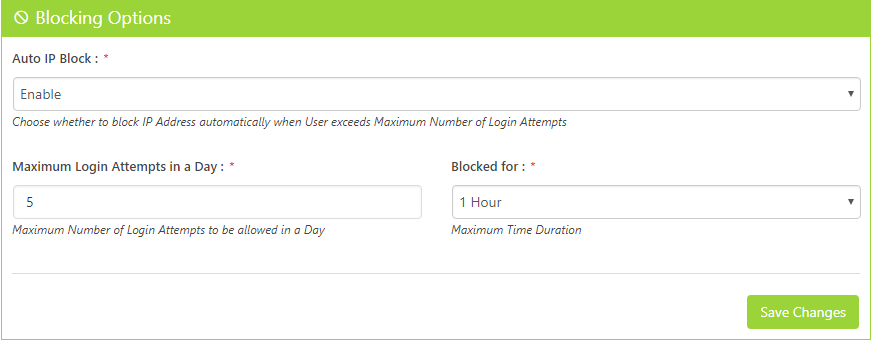 Blocking Options
Auto IP Block : *
Enable
Choose whether to block IP Address automatically when User exceeds Maximum Number of Login Attempts
Maximum Login Attempts in a Day : *
Blocked for : *
5
1 Hour
Maximum Number of Login Attempts to be allowed in a Day
Maximum Time Duration
Save Changes